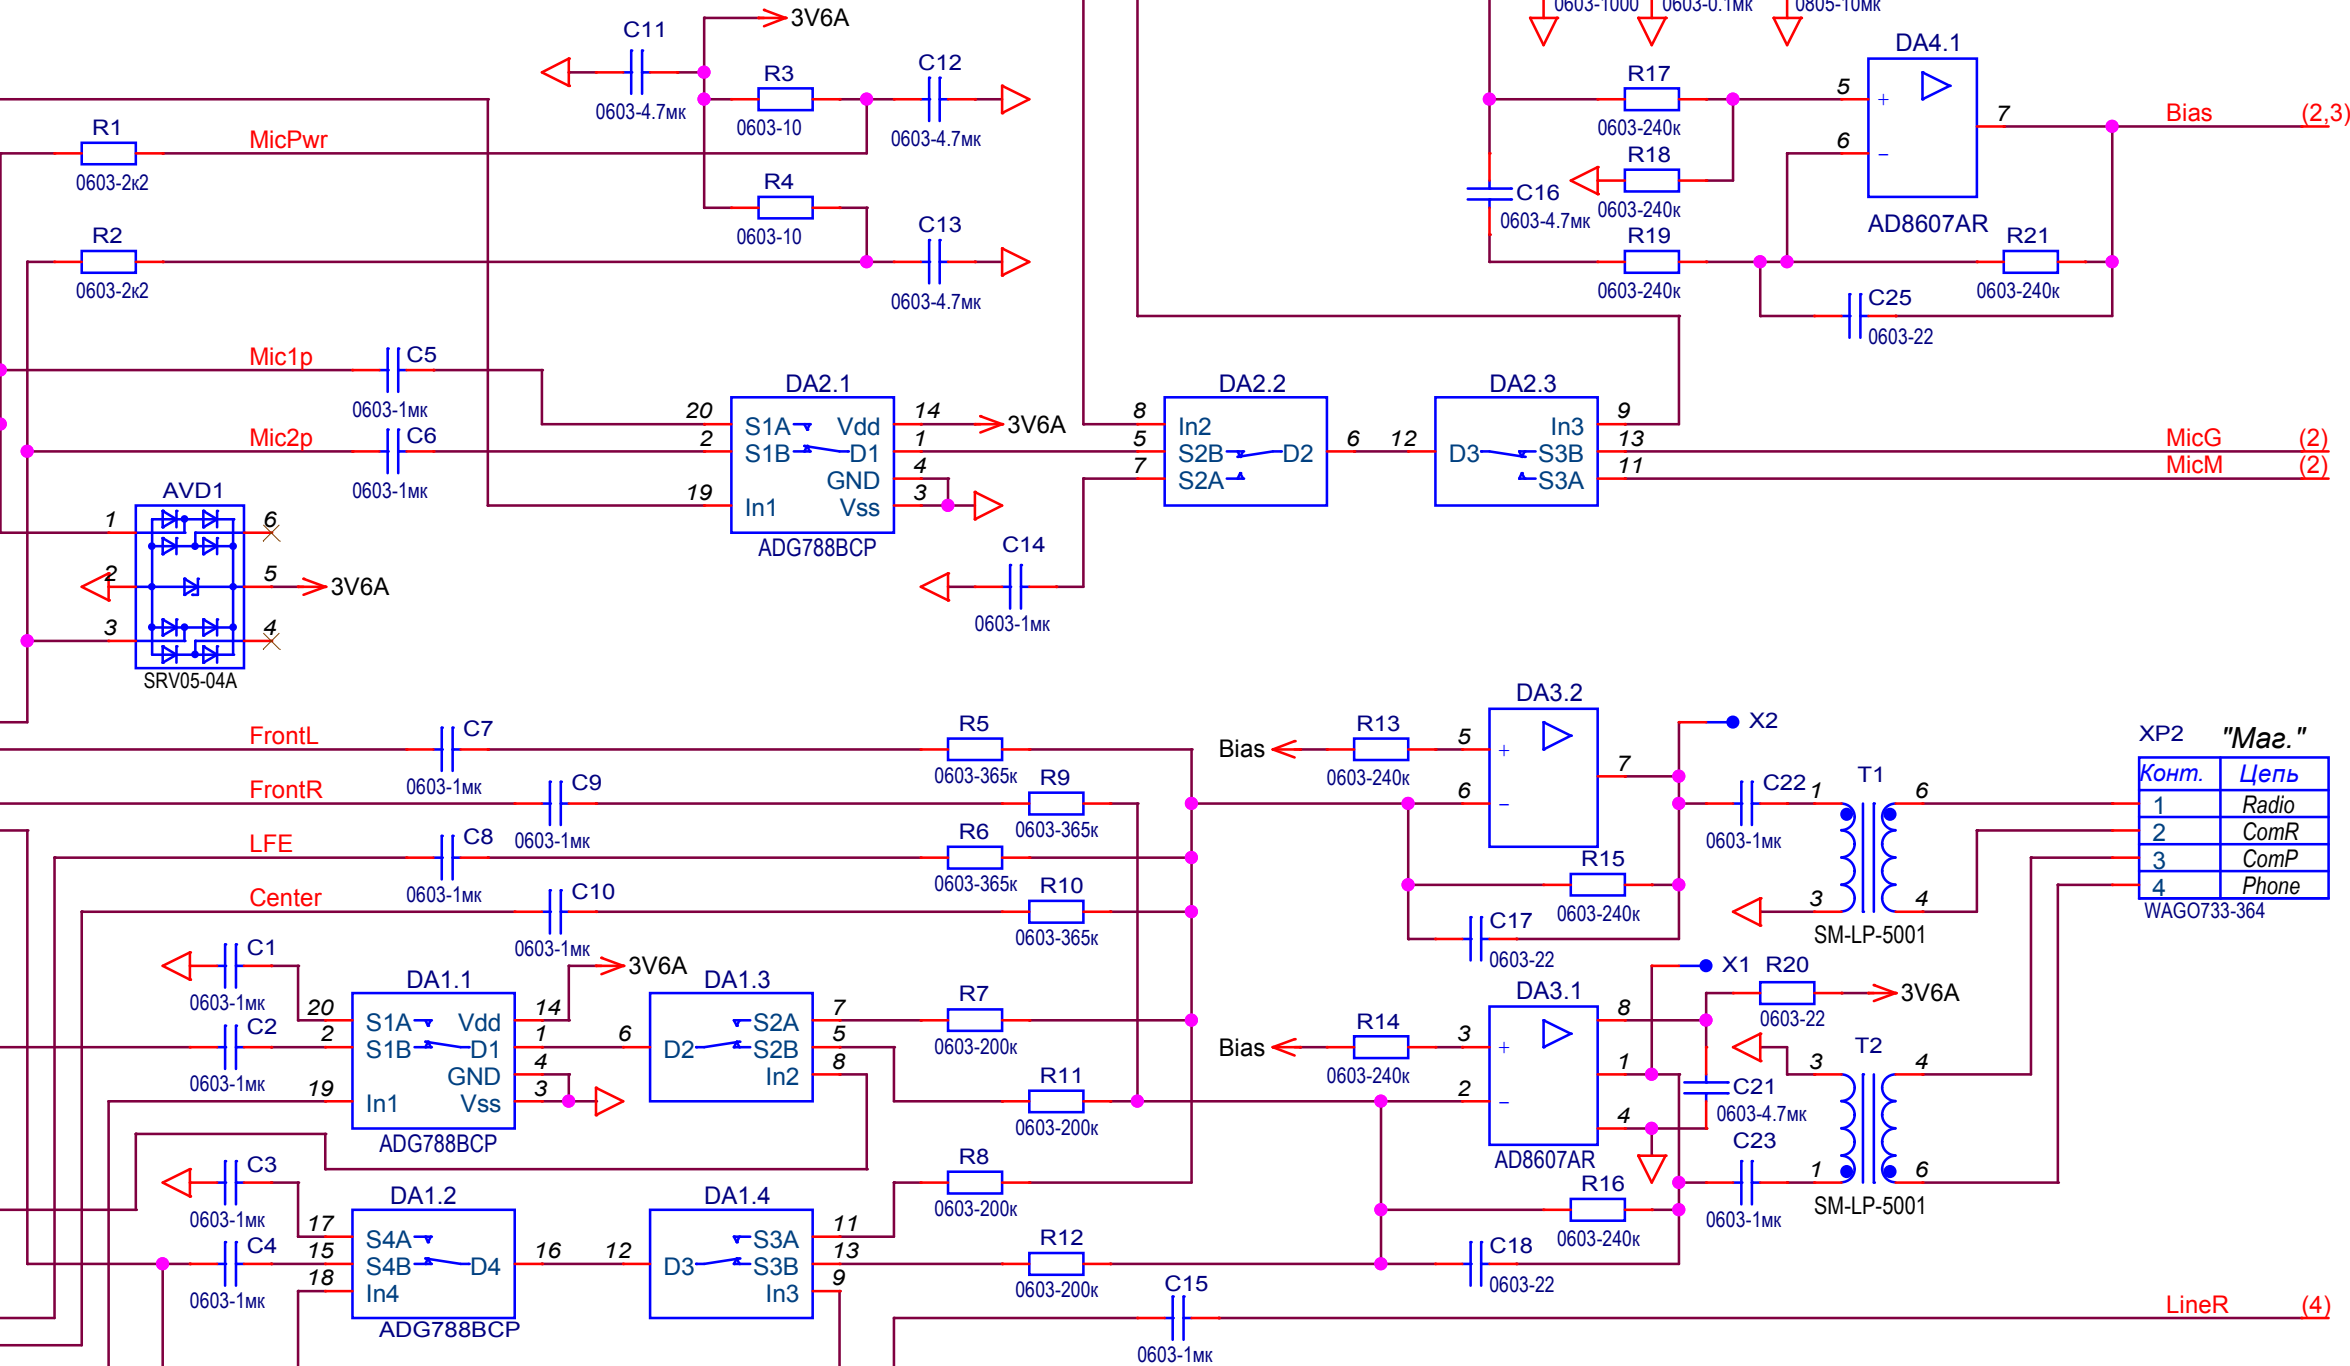 0603-1000
0603-0.1мк
0805-10мк
3V6A
C11
0603-4.7мк
R3
0603-10
C12
0603-4.7мк
R1
MicPwr
0603-2к2
R4
0603-10
C13
0603-4.7мк
R2
0603-2к2
R17
0603-240к
R18
0603-240к
C16
0603-4.7мк
R19
0603-240к
DA4.1
5
+
6
−
7
AD8607AR
Bias (2,3)
R21
0603-240к
C25
0603-22
Mic1p
C5
0603-1мк
Mic2p
C6
0603-1мк
DA2.1
20 S1A Vdd 14
3V6A
2 S1B D1 1
GND 4
19 In1 Vss 3
ADG788BCP
DA2.2
8 In2
5 S2B D2 6
7 S2A
DA2.3
In3 9
12 D3 S3B 13
S3A 11
MicG (2)
MicM (2)
C14
0603-1мк
AVD1
1 6
2 5
3V6A
3 4
SRV05-04A
FrontL
C7
0603-1мк
R5
0603-365к
FrontR
C9
0603-1мк
R9
0603-365к
LFE
C8
0603-1мк
R6
0603-365к
Center
C10
0603-1мк
R10
0603-365к
Bias
R13
0603-240к
DA3.2
5
+
6
−
7
X2
R15
0603-240к
C17
0603-22
C22
0603-1мк
T1
1 6
3 4
SM-LP-5001
XP2 "Маг."
Конт. Цепь
1 Radio
2 ComR
3 ComP
4 Phone
WAGO733-364
C1
0603-1мк
C2
0603-1мк
DA1.1
3V6A
20 S1A Vdd 14
2 S1B D1 1
GND 4
19 In1 Vss 3
ADG788BCP
DA1.3
S2A 7
6 D2 S2B 5
In2 8
R7
0603-200к
R11
0603-200к
Bias
R14
0603-240к
DA3.1
3
+
2
−
8
1
4
AD8607AR
X1
R20
0603-22
3V6A
C21
0603-4.7мк
C23
0603-1мк
T2
3 4
1 6
SM-LP-5001
R16
0603-240к
C18
0603-22
C3
0603-1мк
C4
0603-1мк
DA1.2
17 S4A
15 S4B D4 16
18 In4
ADG788BCP
DA1.4
S3A 11
12 D3 S3B 13
In3 9
R8
0603-200к
R12
0603-200к
C15
0603-1мк
LineR (4)